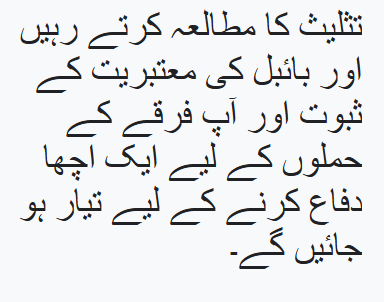 تثلیث کا مطالعہ کرتے رہیں
اور بائبل کی معتبریت کے
ثبوت اور آپ فرقے کے
حملوں کے لیے ایک اچھا
دفاع کرنے کے لیے تیار ہو
جائیں گے۔